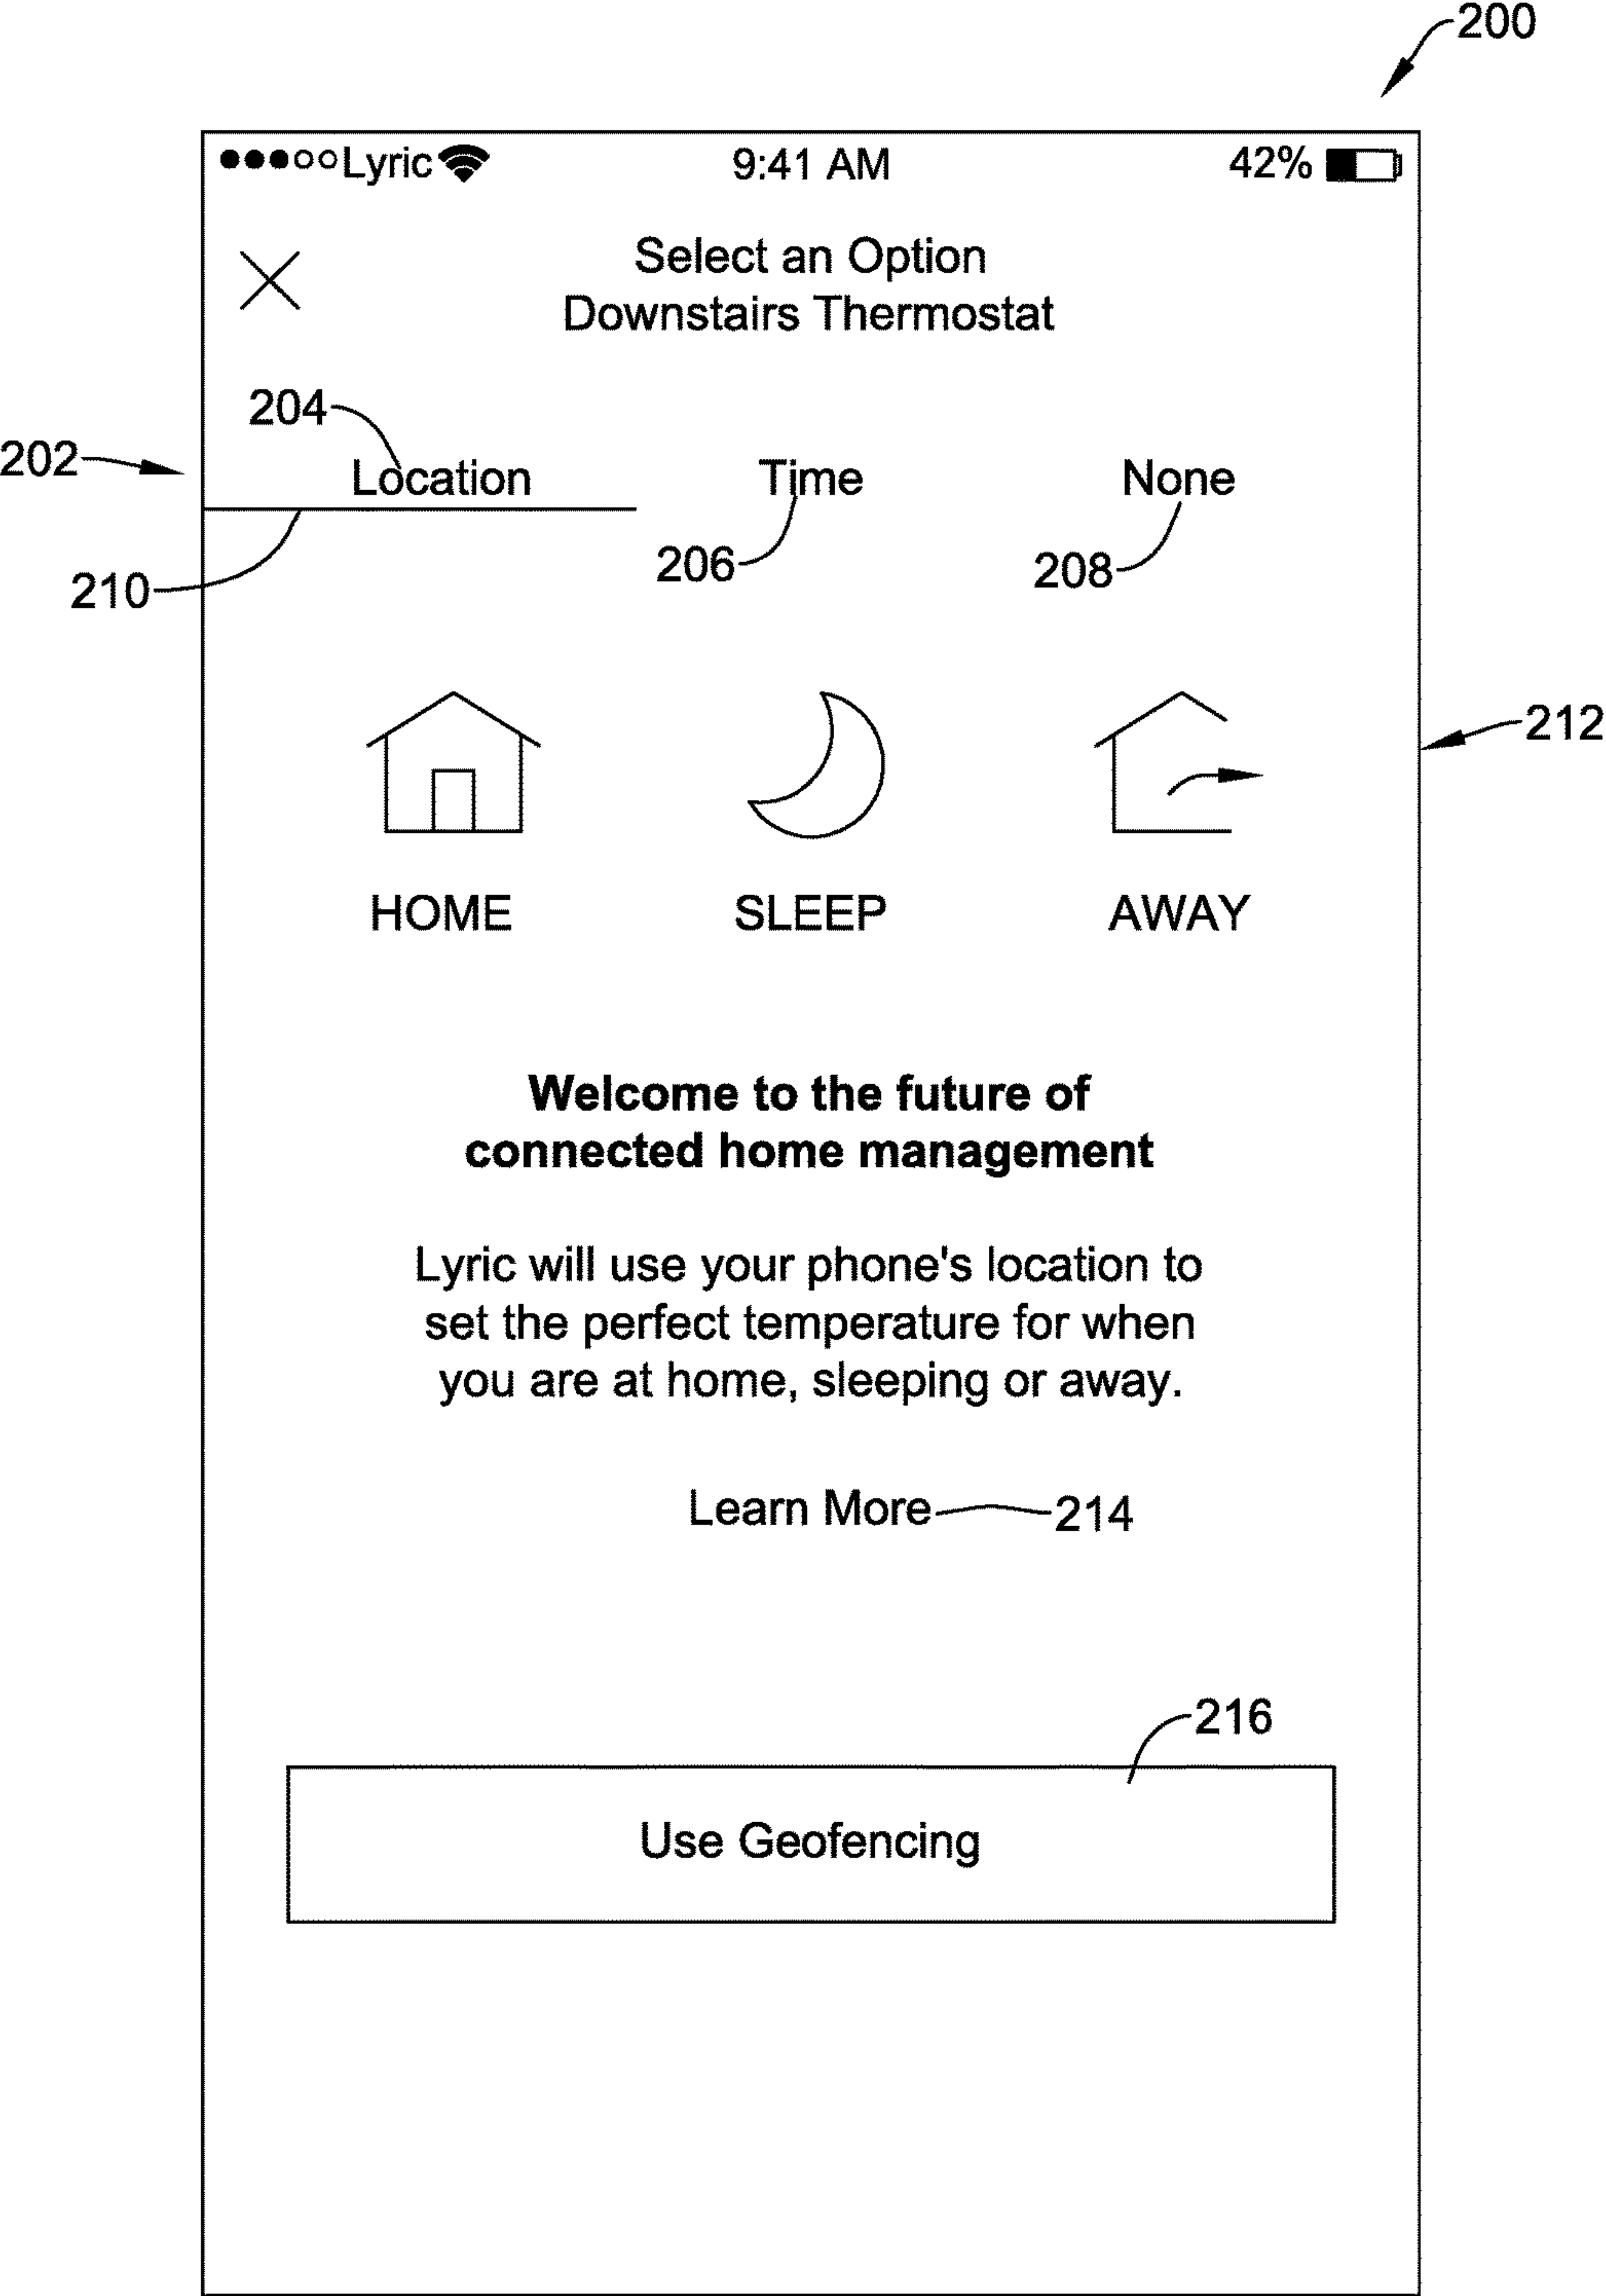 200
Lyric 9:41 AM 42%
Select an Option
Downstairs Thermostat
204
202
Location Time None
206
208
210
212
HOME SLEEP AWAY
Welcome to the future of
connected home management
Lyric will use your phone's location to
set the perfect temperature for when
you are at home, sleeping or away.
Learn More 214
216
Use Geofencing